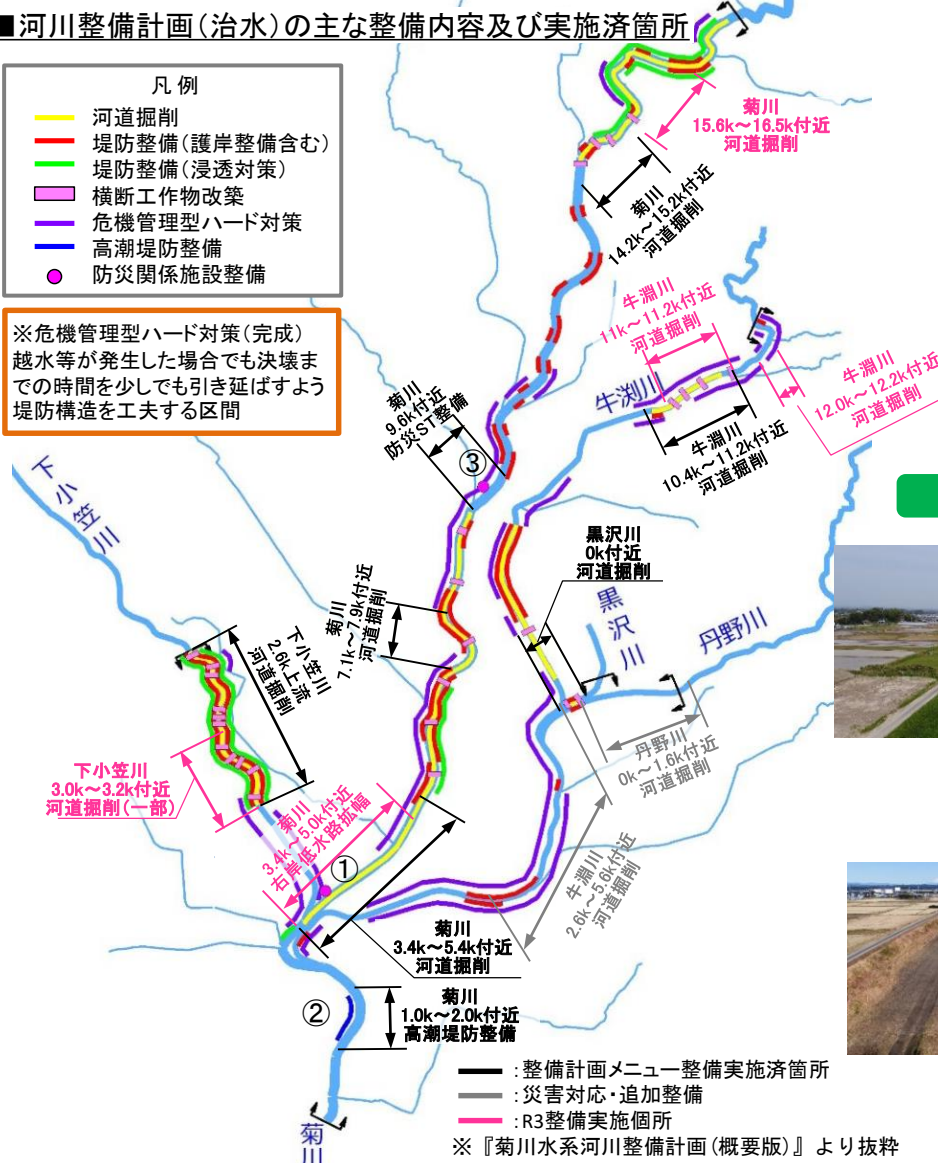 ■河川整備計画(治水)の主な整備内容及び実施済箇所
凡例
河道掘削
堤防整備(護岸整備含む)
堤防整備(浸透対策)
横断工作物改築
危機管理型ハード対策
高潮堤防整備
防災関係施設整備
※危機管理型ハード対策(完成)
越水等が発生した場合でも決壊ま
での時間を少しでも引き延ばすよう
堤防構造を工夫する区間
菊川
15.6k～16.5k付近
河道掘削
菊川
14.2k～15.2k付近
河道掘削
牛淵川
11k～11.2k付近
河道掘削
牛渕川
牛淵川
12.0k～12.2k付近
河道掘削
牛淵川
10.4k～11.2k付近
河道掘削
菊川
9.6k付近
防災ST整備
③
下小笠川
黒沢川
0k付近
河道掘削
黒沢川
丹野川
菊川
7.1k～7.9k付近
河道掘削
下小笠川
2.6k上流
河道掘削
丹野川
0k～1.6k付近
河道掘削
下小笠川
3.0k～3.2k付近
河道掘削(一部)
菊川
3.4k～5.0k付近
右岸低水路拡幅
①
牛淵川
2.6k～5.6k付近
河道掘削
菊川
3.4k～5.4k付近
河道掘削
②
菊川
1.0k～2.0k付近
高潮堤防整備
菊川
:整備計画メニュー整備実施済箇所
:災害対応・追加整備
:R3整備実施個所
※『菊川水系河川整備計画(概要版)』より抜粋